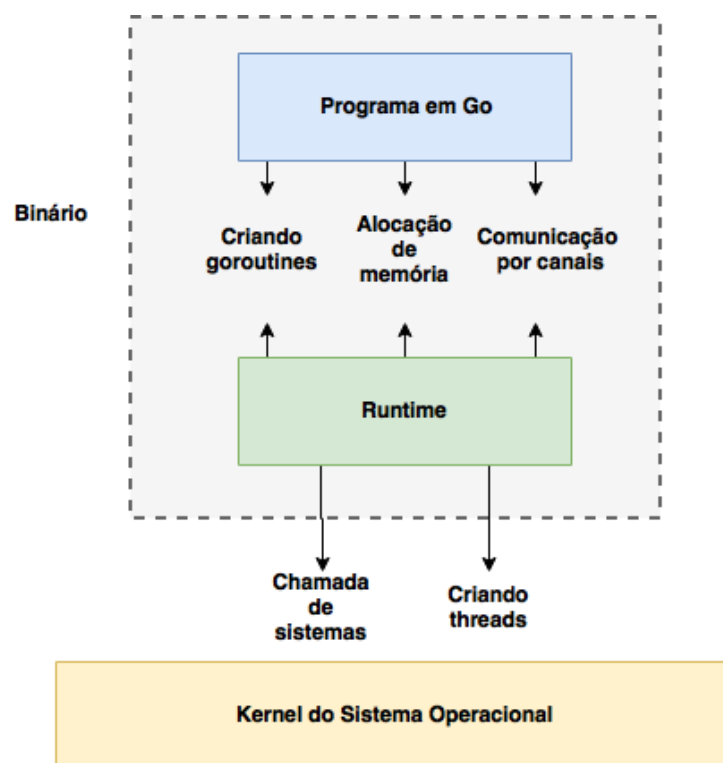 Programa em Go
Binário
Criando
goroutines
Alocação
de
memória
Comunicação
por canais
Runtime
Chamada
de
sistemas
Criando
threads
Kernel do Sistema Operacional